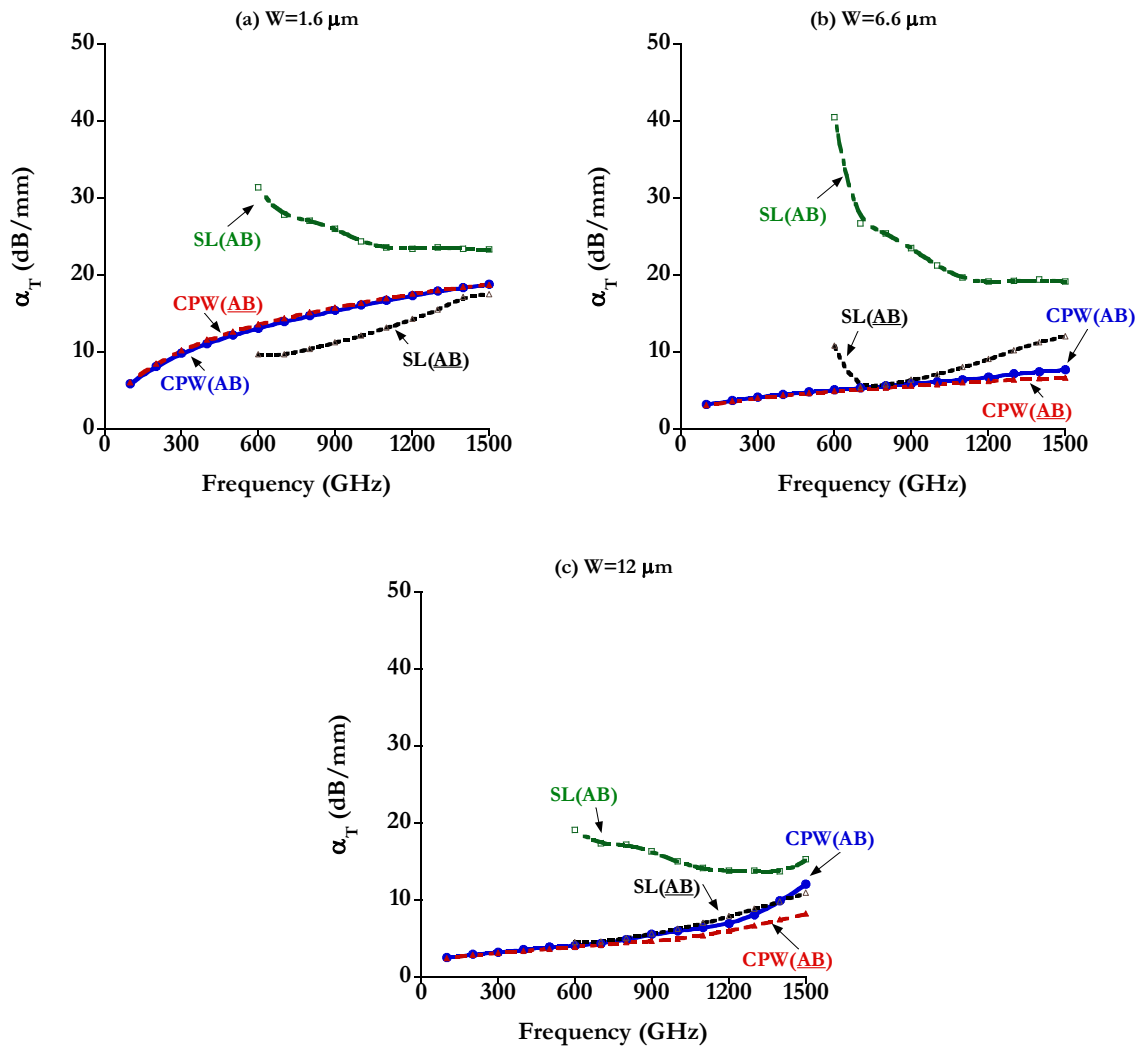 (a) W=1.6 μm
50
40
30
20
10
0
α_T (dB/mm)
SL(AB)
CPW(AB)
CPW(AB)
SL(AB)
0 300 600 900 1200 1500
Frequency (GHz)
(b) W=6.6 μm
50
40
30
20
10
0
α_T (dB/mm)
SL(AB)
SL(AB)
CPW(AB)
CPW(AB)
0 300 600 900 1200 1500
Frequency (GHz)
(c) W=12 μm
50
40
30
20
10
0
α_T (dB/mm)
SL(AB)
CPW(AB)
SL(AB)
CPW(AB)
0 300 600 900 1200 1500
Frequency (GHz)